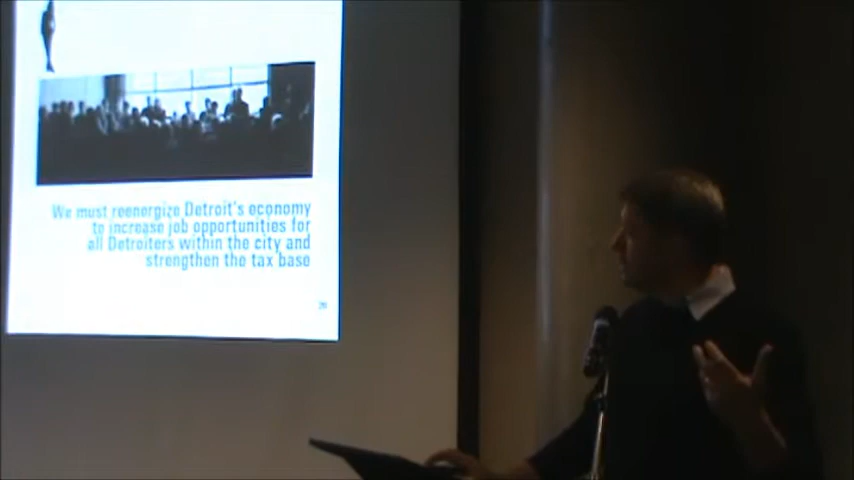 We must reenergize Detroit's economy
to increase job opportunities for
all Detroiters within the city and
strengthen the tax base